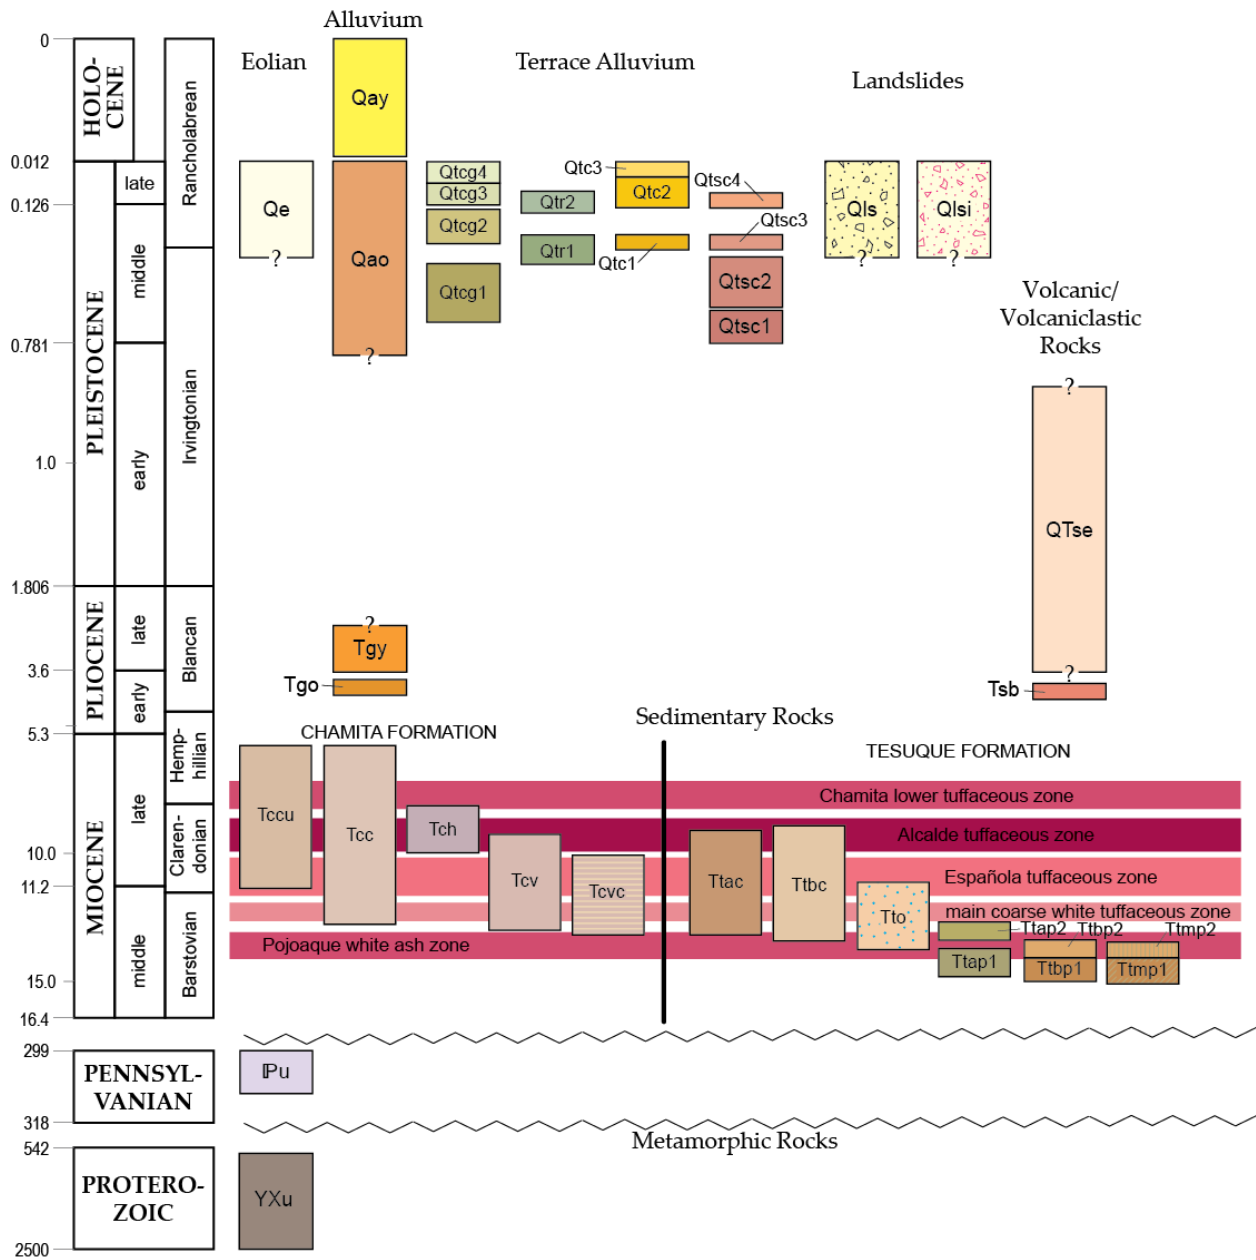 Alluvium
Eolian
Terrace Alluvium
Landslides
Volcanic/
Volcaniclastic
Rocks
0
0.012
0.126
0.781
1.0
1.806
3.6
5.3
10.0
11.2
15.0
16.4
299
318
542
2500
HOLO-
CENE
PLEISTOCENE
PLIOCENE
MIOCENE
PENNSYL-
VANIAN
PROTERO-
ZOIC
late
middle
early
late
early
late
middle
Rancholabrean
Irvingtonian
Blancan
Hemp-
hillian
Claren-
donian
Barstovian
Qe
?
Qay
Qao
?
Qtcg4
Qtcg3
Qtcg2
Qtcg1
Qtr2
Qtr1
Qtc3
Qtc2
Qtc1
Qtsc4
Qtsc3
Qtsc2
Qtsc1
Qls
?
Qlsi
?
?
QTse
?
Tsb
?
Tgy
Tgo
Sedimentary Rocks
CHAMITA FORMATION
TESUQUE FORMATION
Chamita lower tuffaceous zone
Alcalde tuffaceous zone
Española tuffaceous zone
main coarse white tuffaceous zone
Pojoaque white ash zone
Tccu
Tcc
Tch
Tcv
Tcvc
Ttac
Ttbc
Tto
Ttap2
Ttbp2
Ttmp2
Ttap1
Ttbp1
Ttmp1
ℙu
Metamorphic Rocks
YXu